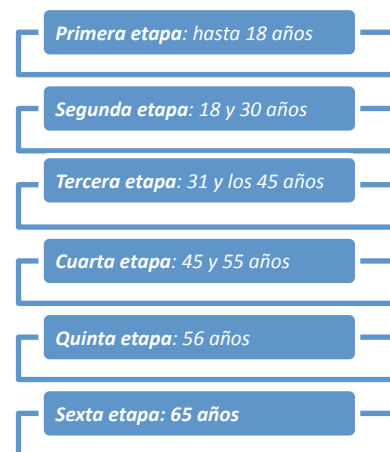 Primera etapa: hasta 18 años
Segunda etapa: 18 y 30 años
Tercera etapa: 31 y los 45 años
Cuarta etapa: 45 y 55 años
Quinta etapa: 56 años
Sexta etapa: 65 años